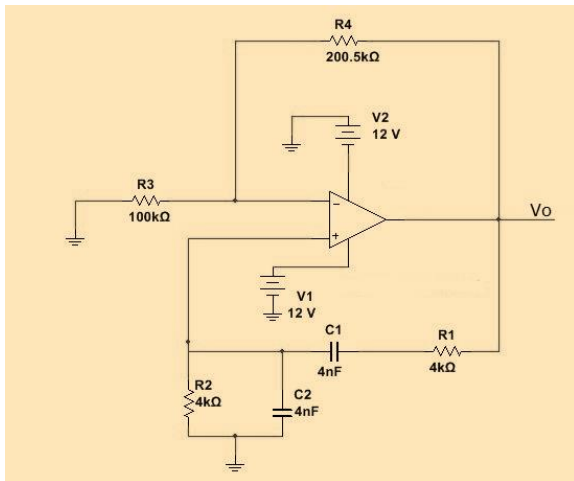 R4
200.5kΩ
V2
12 V
R3
100kΩ
Vo
V1
12 V
C1
4nF
R1
4kΩ
R2
4kΩ
C2
4nF